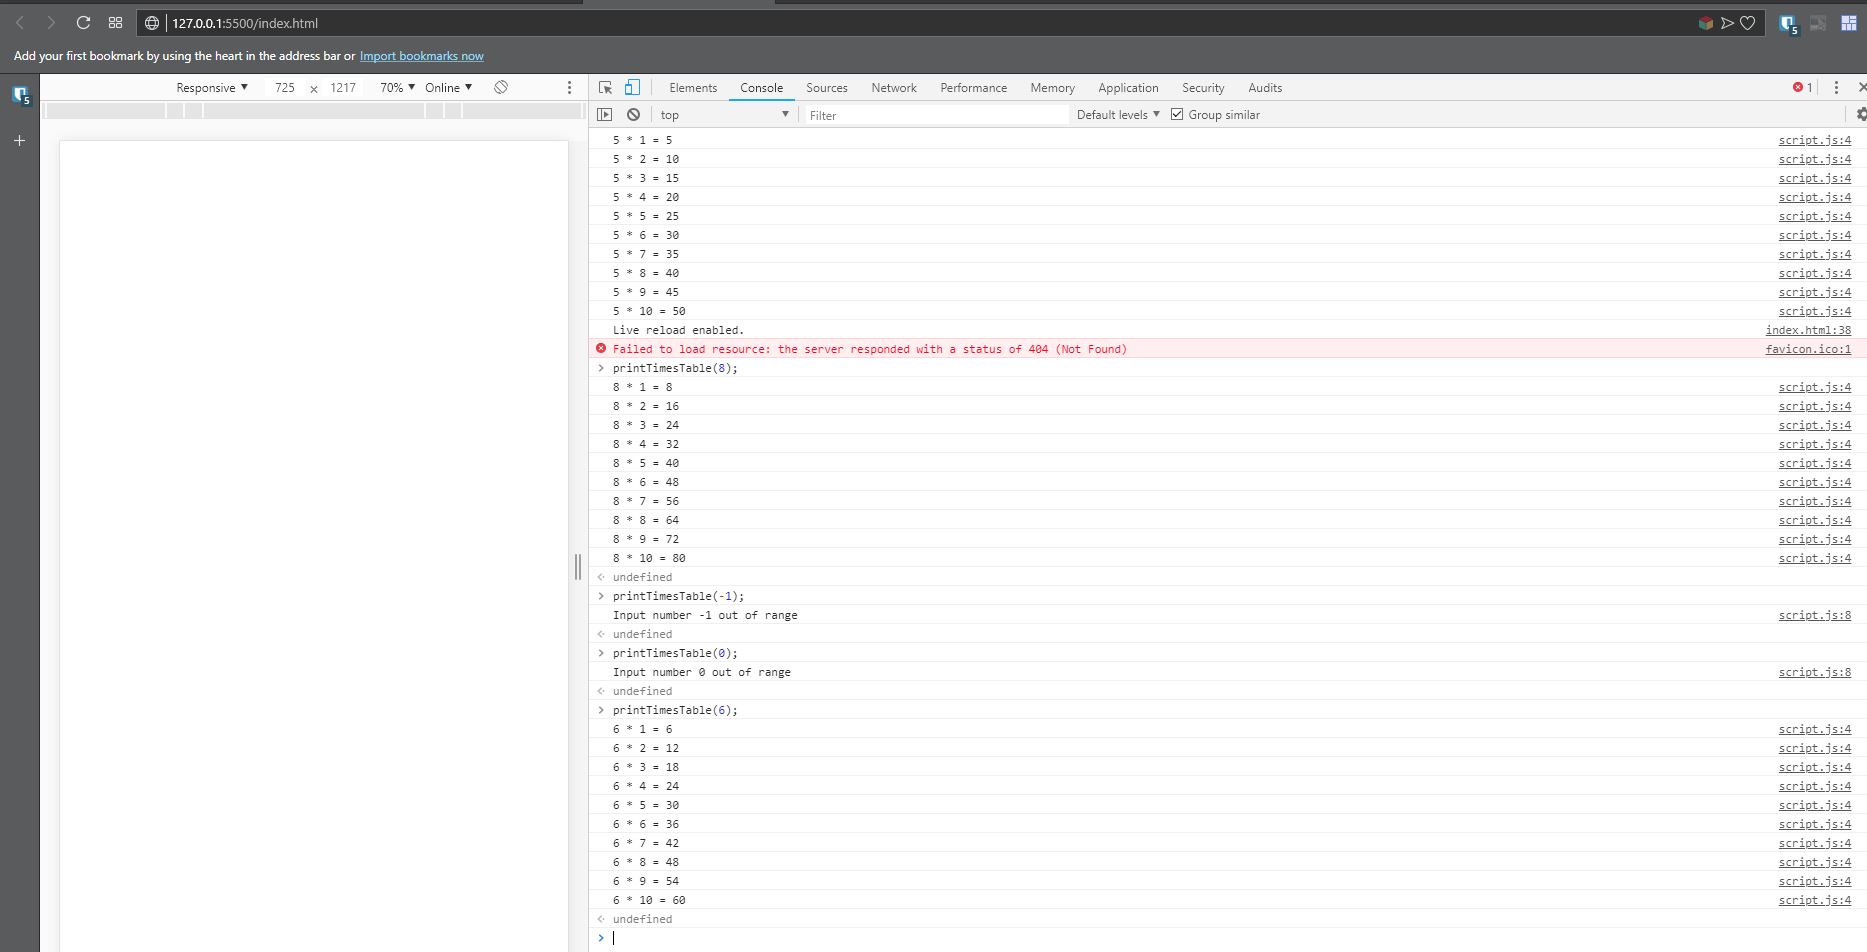 127.0.0.1:5500/index.html
5
Add your first bookmark by using the heart in the address bar or Import bookmarks now
5
Responsive ▼ 725 × 1217 70% ▼ Online ▼
Elements Console Sources Network Performance Memory Application Security Audits 1
top ▼ Filter Default levels ▼ Group similar
5 * 1 = 5 script.js:4
5 * 2 = 10 script.js:4
5 * 3 = 15 script.js:4
5 * 4 = 20 script.js:4
5 * 5 = 25 script.js:4
5 * 6 = 30 script.js:4
5 * 7 = 35 script.js:4
5 * 8 = 40 script.js:4
5 * 9 = 45 script.js:4
5 * 10 = 50 script.js:4
Live reload enabled. index.html:38
Failed to load resource: the server responded with a status of 404 (Not Found) favicon.ico:1
> printTimesTable(8);
8 * 1 = 8 script.js:4
8 * 2 = 16 script.js:4
8 * 3 = 24 script.js:4
8 * 4 = 32 script.js:4
8 * 5 = 40 script.js:4
8 * 6 = 48 script.js:4
8 * 7 = 56 script.js:4
8 * 8 = 64 script.js:4
8 * 9 = 72 script.js:4
8 * 10 = 80 script.js:4
undefined
> printTimesTable(-1);
Input number -1 out of range script.js:8
undefined
> printTimesTable(0);
Input number 0 out of range script.js:8
undefined
> printTimesTable(6);
6 * 1 = 6 script.js:4
6 * 2 = 12 script.js:4
6 * 3 = 18 script.js:4
6 * 4 = 24 script.js:4
6 * 5 = 30 script.js:4
6 * 6 = 36 script.js:4
6 * 7 = 42 script.js:4
6 * 8 = 48 script.js:4
6 * 9 = 54 script.js:4
6 * 10 = 60 script.js:4
undefined
>